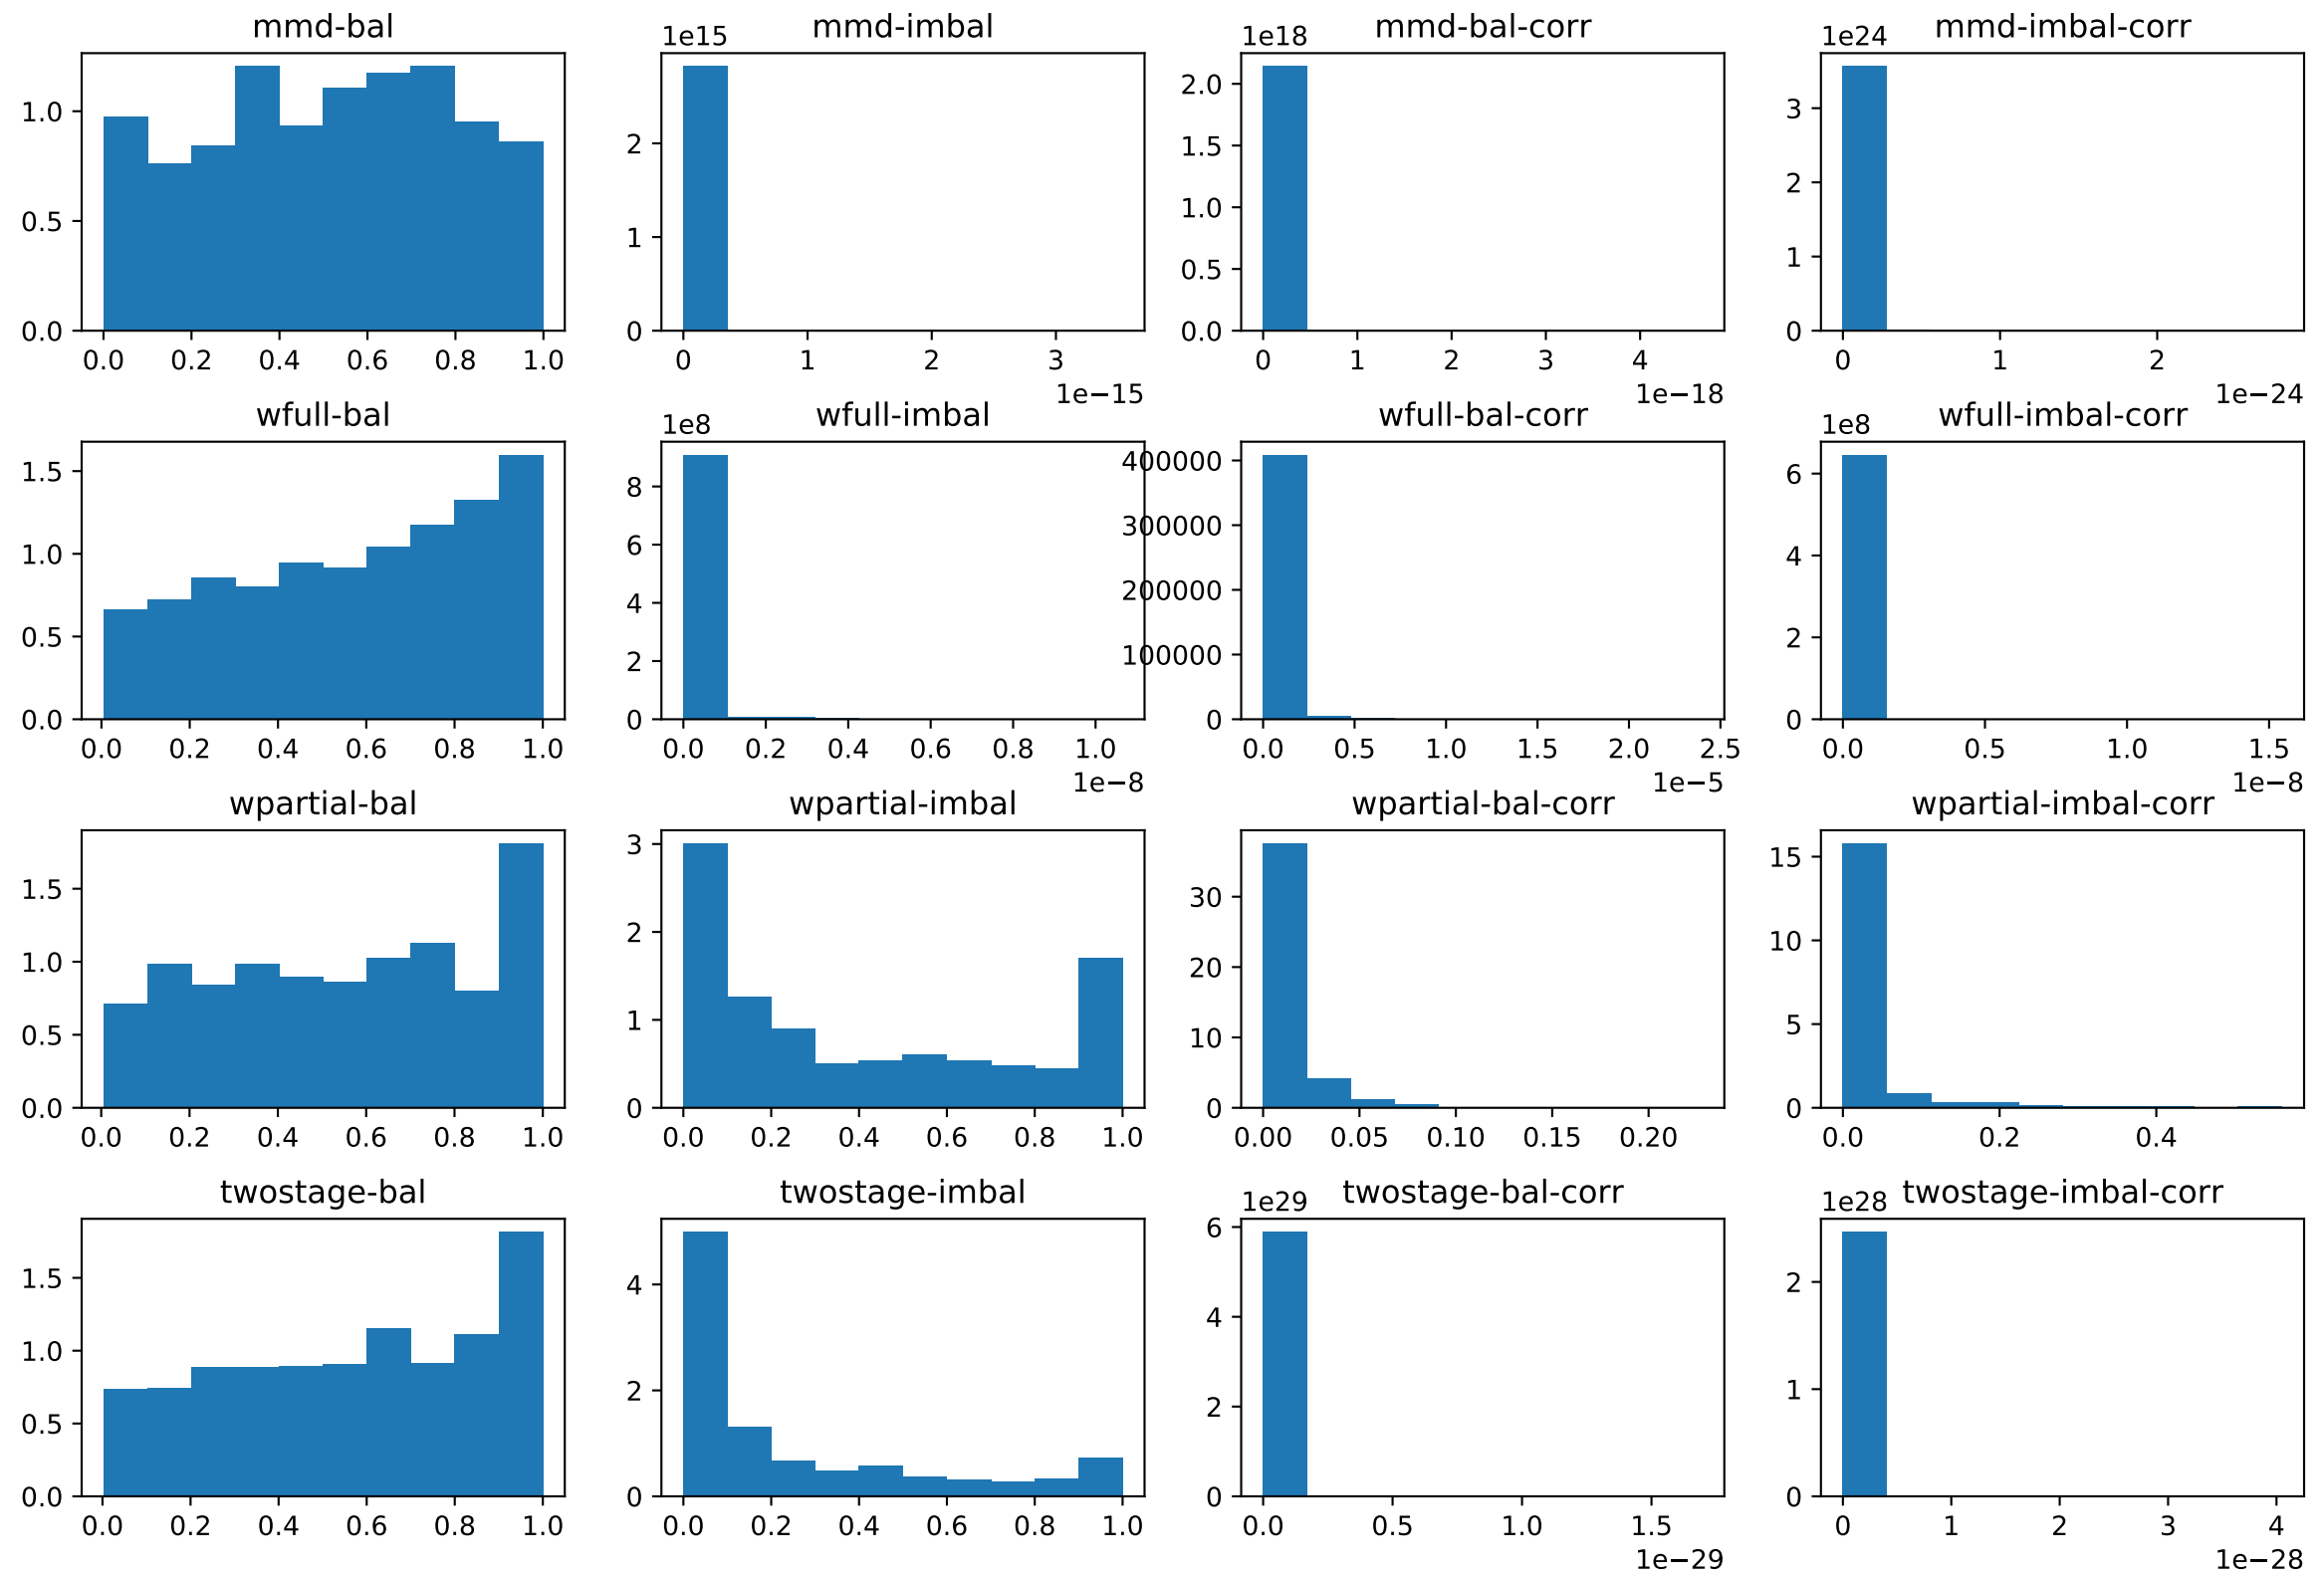 mmd-bal
1.0
0.5
0.0
0.0 0.2 0.4 0.6 0.8 1.0
mmd-imbal
1e15
2
1
0
0 1 2 3
1e−15
mmd-bal-corr
1e18
2.0
1.5
1.0
0.5
0.0
0 1 2 3 4
1e−18
mmd-imbal-corr
1e24
3
2
1
0
0 1 2
1e−24
wfull-bal
1.5
1.0
0.5
0.0
0.0 0.2 0.4 0.6 0.8 1.0
wfull-imbal
1e8
8
6
4
2
0
0.0 0.2 0.4 0.6 0.8 1.0
1e−8
wfull-bal-corr
400000
300000
200000
100000
0
0.0 0.5 1.0 1.5 2.0 2.5
1e−5
wfull-imbal-corr
1e8
6
4
2
0
0.0 0.5 1.0 1.5
1e−8
wpartial-bal
1.5
1.0
0.5
0.0
0.0 0.2 0.4 0.6 0.8 1.0
wpartial-imbal
3
2
1
0
0.0 0.2 0.4 0.6 0.8 1.0
wpartial-bal-corr
30
20
10
0
0.00 0.05 0.10 0.15 0.20
wpartial-imbal-corr
15
10
5
0
0.0 0.2 0.4
twostage-bal
1.5
1.0
0.5
0.0
0.0 0.2 0.4 0.6 0.8 1.0
twostage-imbal
4
2
0
0.0 0.2 0.4 0.6 0.8 1.0
twostage-bal-corr
1e29
6
4
2
0
0.0 0.5 1.0 1.5
1e−29
twostage-imbal-corr
1e28
2
1
0
0 1 2 3 4
1e−28